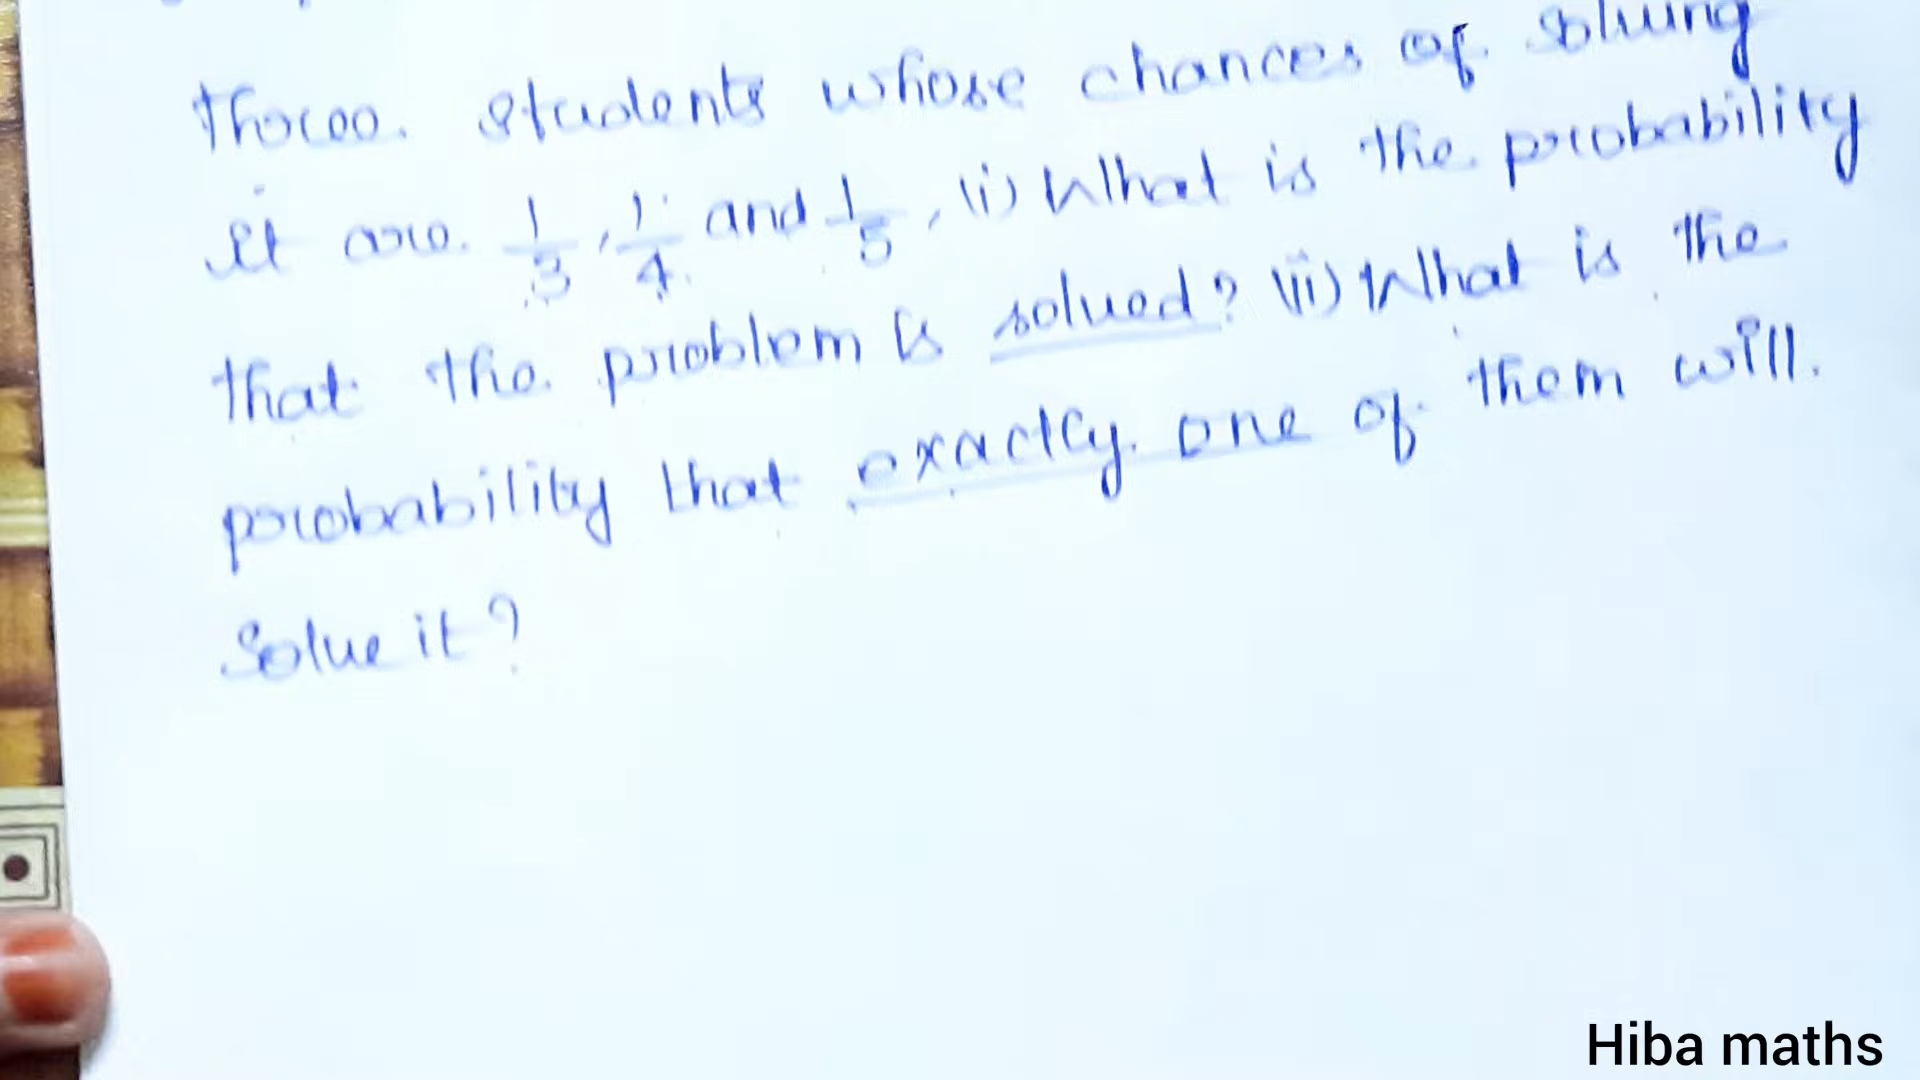 three students whose chances of solving
it are 1/3, 1/4 and 1/5, (i) What is the probability
that the problem is solved? (ii) What is the
probability that exactly one of them will
solve it?
Hiba maths